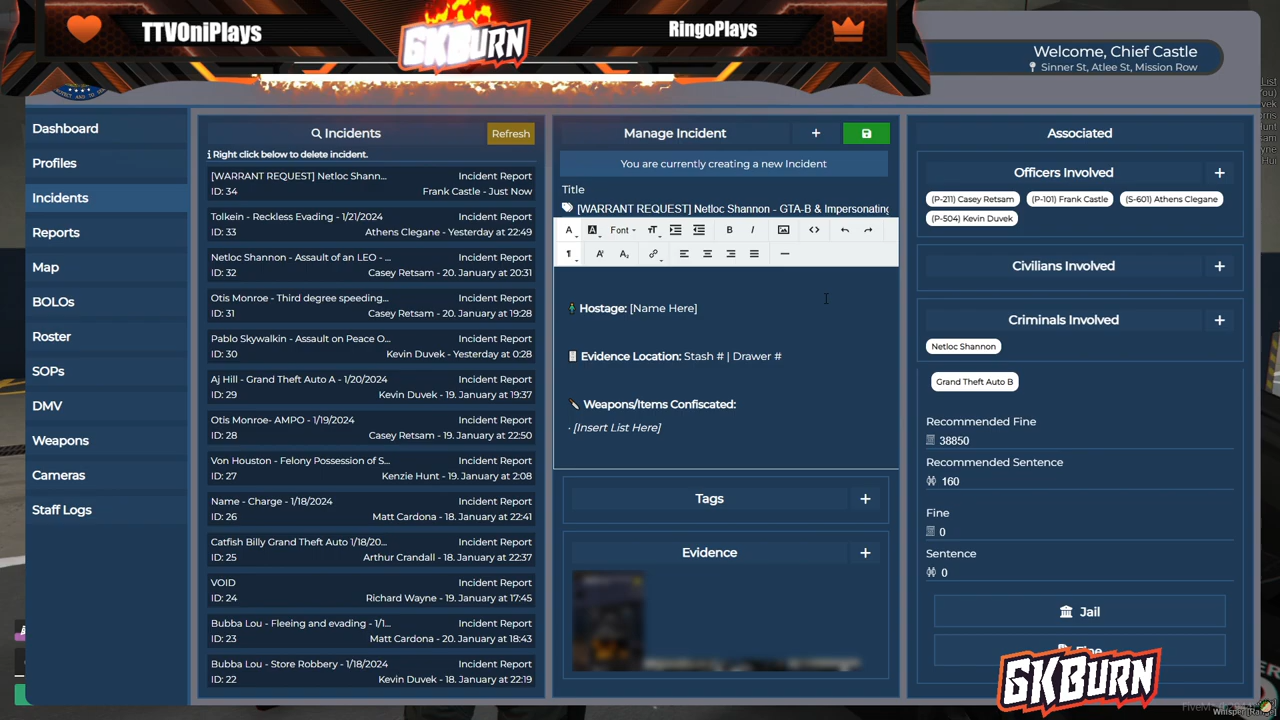 TTVOniPlays
6KBURN
RingoPlays
Welcome, Chief Castle
Sinner St, Atlee St, Mission Row
Dashboard
Profiles
Incidents
Reports
Map
BOLOs
Roster
SOPs
DMV
Weapons
Cameras
Staff Logs
Incidents
Refresh
Right click below to delete incident.
[WARRANT REQUEST] Netloc Shann... Incident Report
ID: 34 Frank Castle - Just Now
Tolkein - Reckless Evading - 1/21/2024 Incident Report
ID: 33 Athens Clegane - Yesterday at 22:49
Netloc Shannon - Assault of an LEO - ... Incident Report
ID: 32 Casey Retsam - 20. January at 20:31
Otis Monroe - Third degree speeding... Incident Report
ID: 31 Casey Retsam - 20. January at 19:28
Pablo Skywalkin - Assault on Peace O... Incident Report
ID: 30 Kevin Duvek - Yesterday at 0:28
Aj Hill - Grand Theft Auto A - 1/20/2024 Incident Report
ID: 29 Kevin Duvek - 19. January at 19:37
Otis Monroe- AMPO - 1/19/2024 Incident Report
ID: 28 Casey Retsam - 19. January at 22:50
Von Houston - Felony Possession of S... Incident Report
ID: 27 Kenzie Hunt - 19. January at 2:08
Name - Charge - 1/18/2024 Incident Report
ID: 26 Matt Cardona - 18. January at 22:41
Catfish Billy Grand Theft Auto 1/18/20... Incident Report
ID: 25 Arthur Crandall - 18. January at 22:37
VOID Incident Report
ID: 24 Richard Wayne - 19. January at 17:45
Bubba Lou - Fleeing and evading - 1/1... Incident Report
ID: 23 Matt Cardona - 20. January at 18:43
Bubba Lou - Store Robbery - 1/18/2024 Incident Report
ID: 22 Kevin Duvek - 18. January at 22:19
Manage Incident
You are currently creating a new Incident
Title
[WARRANT REQUEST] Netloc Shannon - GTA-B & Impersonating
Font
Hostage: [Name Here]
Evidence Location: Stash # | Drawer #
Weapons/Items Confiscated:
· [Insert List Here]
Tags
Evidence
Associated
Officers Involved
(P-211) Casey Retsam (P-101) Frank Castle (S-601) Athens Clegane
(P-504) Kevin Duvek
Civilians Involved
Criminals Involved
Netloc Shannon
Grand Theft Auto B
Recommended Fine
38850
Recommended Sentence
160
Fine
0
Sentence
0
Jail
Fine
6KBURN